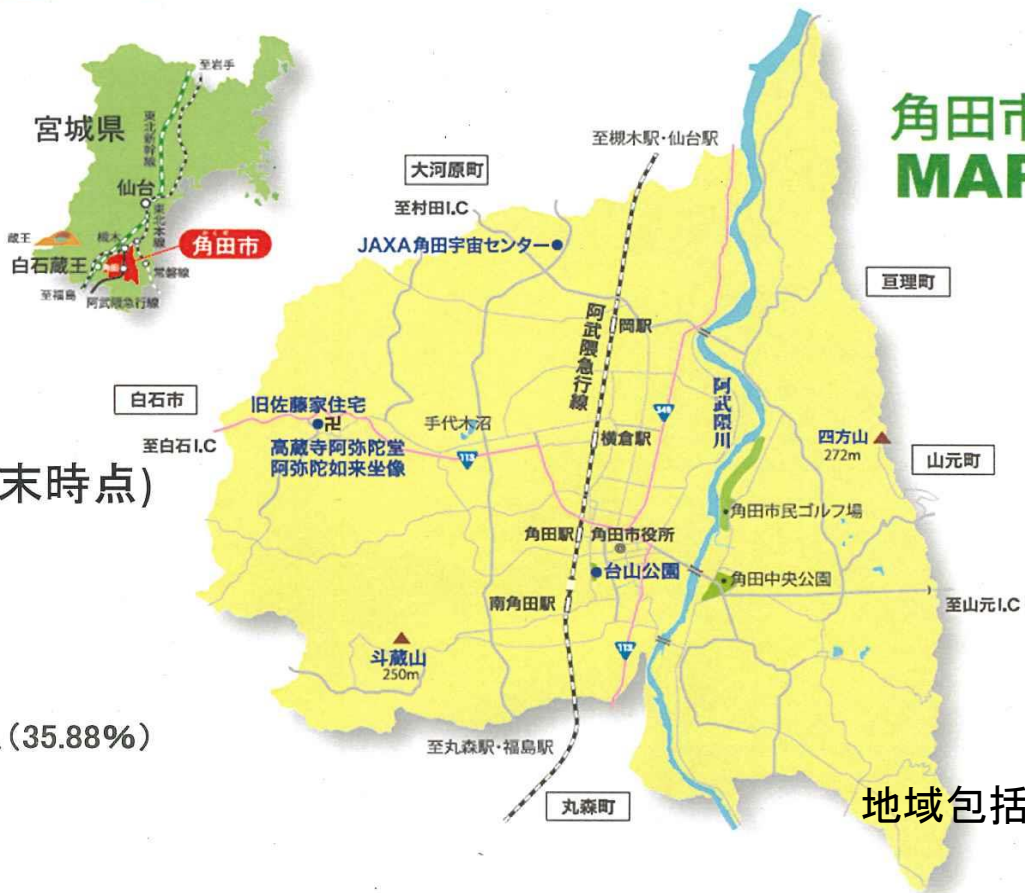 至岩手
宮城県
東北新幹線
仙台
東北本線
蔵王
槻木
角田市
かくだ
白石蔵王
常磐線
至福島
阿武隈急行線
角田市
MAP
至槻木駅・仙台駅
大河原町
至村田I.C
JAXA角田宇宙センター
亘理町
阿武隈急行線
岡駅
白石市
旧佐藤家住宅
卍
至白石I.C
高蔵寺阿弥陀堂
阿弥陀如来坐像
手代木沼
113
349
横倉駅
阿武隈川
四方山
272m
山元町
末時点)
角田市民ゴルフ場
角田駅
角田市役所
台山公園
角田中央公園
南角田駅
至山元I.C
斗蔵山
250m
113
(35.88%)
至丸森駅・福島駅
丸森町
地域包括